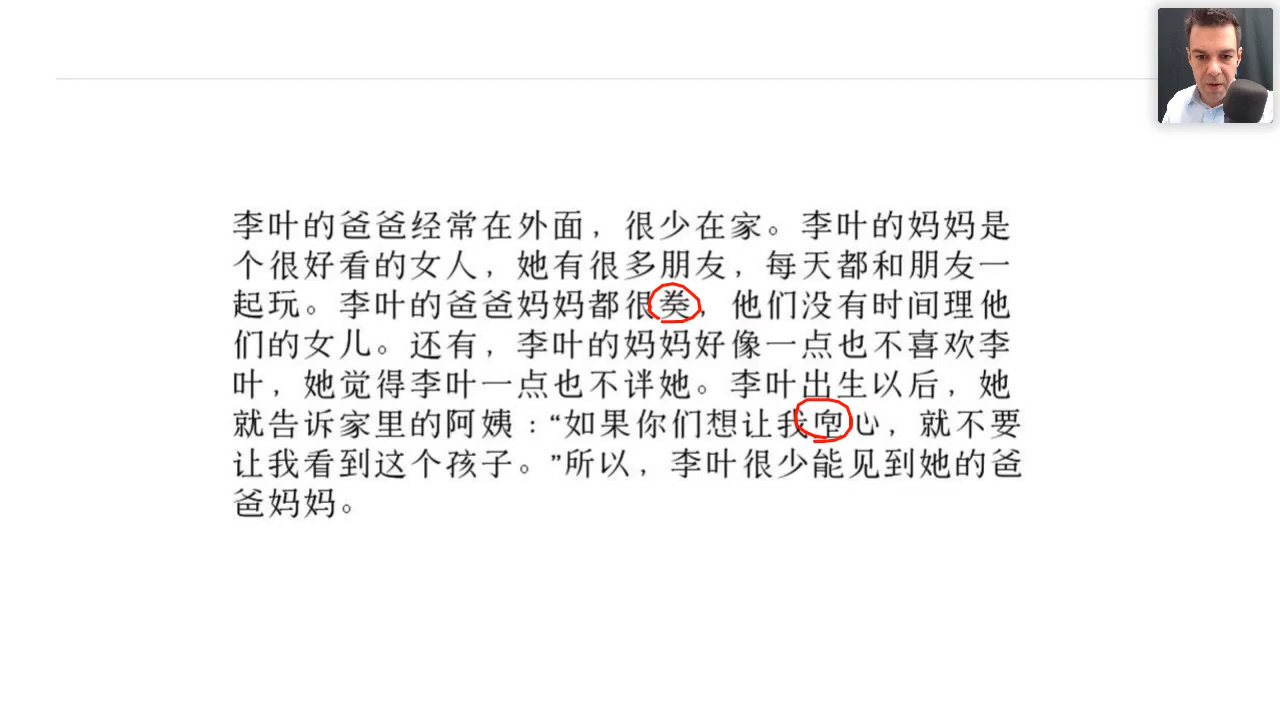 李叶的爸爸经常在外面，很少在家。李叶的妈妈是
个很好看的女人，她有很多朋友，每天都和朋友一
起玩。李叶的爸爸妈妈都很，他们没有时间理他
们的女儿。还有，李叶的妈妈好像一点也不喜欢李
叶，她觉得李叶一点也不她。李叶出生以后，她
就告诉家里的阿姨：“如果你们想让我心，就不要
让我看到这个孩子。”所以，李叶很少能见到她的爸
爸妈妈。